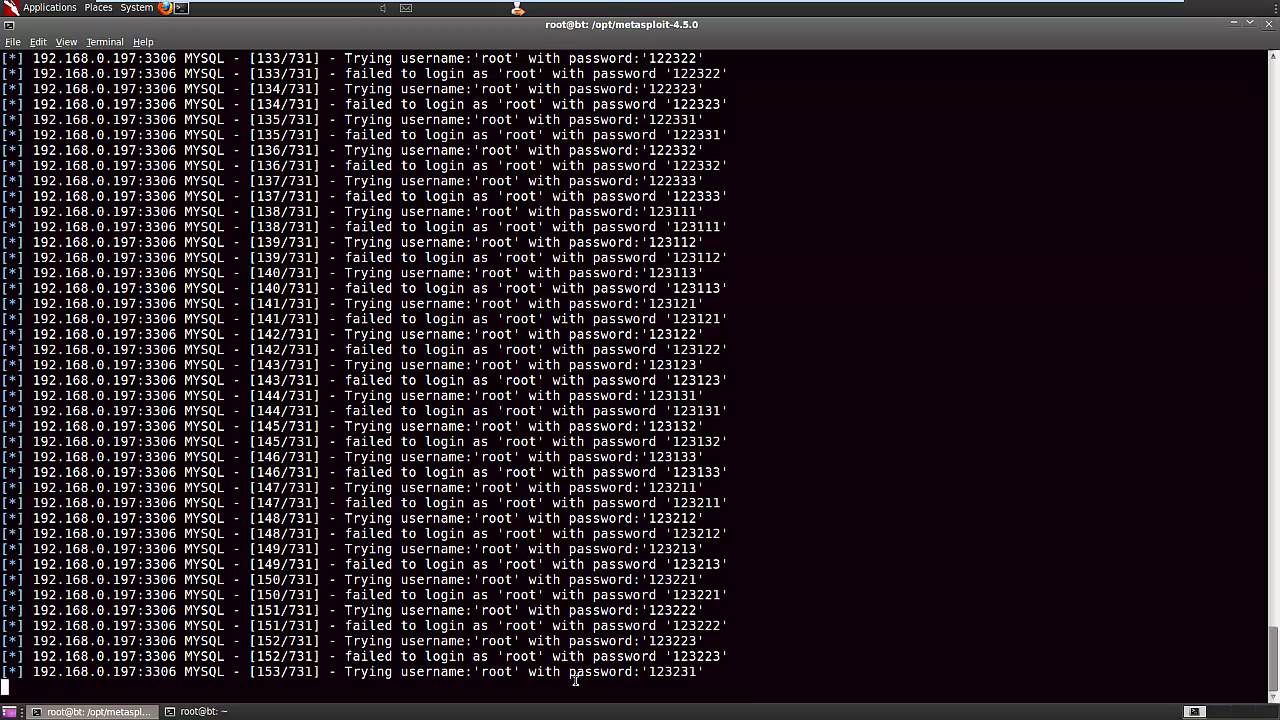 Applications Places System
root@bt: /opt/metasploit-4.5.0
File Edit View Terminal Help
[*] 192.168.0.197:3306 MYSQL - [133/731] - Trying username:'root' with password:'122322'
[*] 192.168.0.197:3306 MYSQL - [133/731] - failed to login as 'root' with password '122322'
[*] 192.168.0.197:3306 MYSQL - [134/731] - Trying username:'root' with password:'122323'
[*] 192.168.0.197:3306 MYSQL - [134/731] - failed to login as 'root' with password '122323'
[*] 192.168.0.197:3306 MYSQL - [135/731] - Trying username:'root' with password:'122331'
[*] 192.168.0.197:3306 MYSQL - [135/731] - failed to login as 'root' with password '122331'
[*] 192.168.0.197:3306 MYSQL - [136/731] - Trying username:'root' with password:'122332'
[*] 192.168.0.197:3306 MYSQL - [136/731] - failed to login as 'root' with password '122332'
[*] 192.168.0.197:3306 MYSQL - [137/731] - Trying username:'root' with password:'122333'
[*] 192.168.0.197:3306 MYSQL - [137/731] - failed to login as 'root' with password '122333'
[*] 192.168.0.197:3306 MYSQL - [138/731] - Trying username:'root' with password:'123111'
[*] 192.168.0.197:3306 MYSQL - [138/731] - failed to login as 'root' with password '123111'
[*] 192.168.0.197:3306 MYSQL - [139/731] - Trying username:'root' with password:'123112'
[*] 192.168.0.197:3306 MYSQL - [139/731] - failed to login as 'root' with password '123112'
[*] 192.168.0.197:3306 MYSQL - [140/731] - Trying username:'root' with password:'123113'
[*] 192.168.0.197:3306 MYSQL - [140/731] - failed to login as 'root' with password '123113'
[*] 192.168.0.197:3306 MYSQL - [141/731] - Trying username:'root' with password:'123121'
[*] 192.168.0.197:3306 MYSQL - [141/731] - failed to login as 'root' with password '123121'
[*] 192.168.0.197:3306 MYSQL - [142/731] - Trying username:'root' with password:'123122'
[*] 192.168.0.197:3306 MYSQL - [142/731] - failed to login as 'root' with password '123122'
[*] 192.168.0.197:3306 MYSQL - [143/731] - Trying username:'root' with password:'123123'
[*] 192.168.0.197:3306 MYSQL - [143/731] - failed to login as 'root' with password '123123'
[*] 192.168.0.197:3306 MYSQL - [144/731] - Trying username:'root' with password:'123131'
[*] 192.168.0.197:3306 MYSQL - [144/731] - failed to login as 'root' with password '123131'
[*] 192.168.0.197:3306 MYSQL - [145/731] - Trying username:'root' with password:'123132'
[*] 192.168.0.197:3306 MYSQL - [145/731] - failed to login as 'root' with password '123132'
[*] 192.168.0.197:3306 MYSQL - [146/731] - Trying username:'root' with password:'123133'
[*] 192.168.0.197:3306 MYSQL - [146/731] - failed to login as 'root' with password '123133'
[*] 192.168.0.197:3306 MYSQL - [147/731] - Trying username:'root' with password:'123211'
[*] 192.168.0.197:3306 MYSQL - [147/731] - failed to login as 'root' with password '123211'
[*] 192.168.0.197:3306 MYSQL - [148/731] - Trying username:'root' with password:'123212'
[*] 192.168.0.197:3306 MYSQL - [148/731] - failed to login as 'root' with password '123212'
[*] 192.168.0.197:3306 MYSQL - [149/731] - Trying username:'root' with password:'123213'
[*] 192.168.0.197:3306 MYSQL - [149/731] - failed to login as 'root' with password '123213'
[*] 192.168.0.197:3306 MYSQL - [150/731] - Trying username:'root' with password:'123221'
[*] 192.168.0.197:3306 MYSQL - [150/731] - failed to login as 'root' with password '123221'
[*] 192.168.0.197:3306 MYSQL - [151/731] - Trying username:'root' with password:'123222'
[*] 192.168.0.197:3306 MYSQL - [151/731] - failed to login as 'root' with password '123222'
[*] 192.168.0.197:3306 MYSQL - [152/731] - Trying username:'root' with password:'123223'
[*] 192.168.0.197:3306 MYSQL - [152/731] - failed to login as 'root' with password '123223'
[*] 192.168.0.197:3306 MYSQL - [153/731] - Trying username:'root' with password:'123231'
root@bt: /opt/metaspl... root@bt: ~